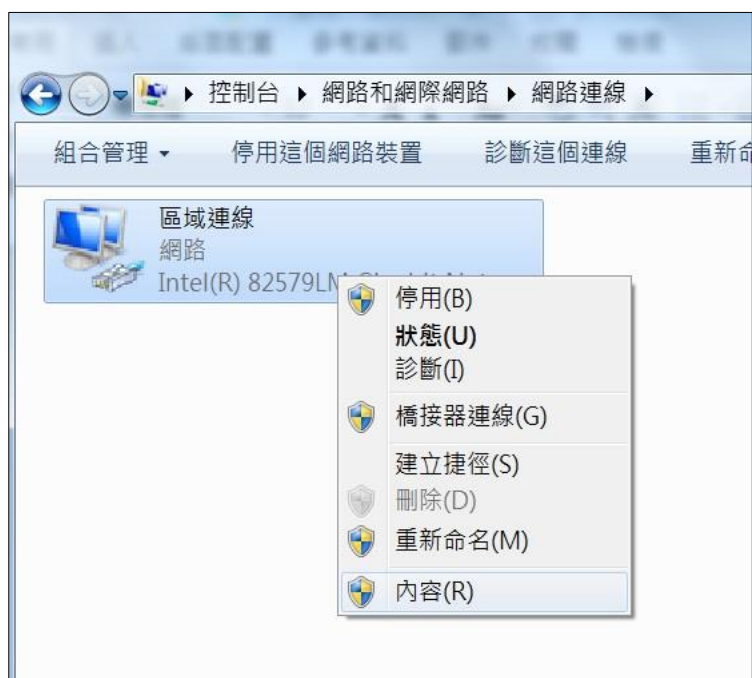 控制台 網路和網際網路 網路連線
組合管理 停用這個網路裝置 診斷這個連線 重新命
區域連線
網路
Intel(R) 82579LM
停用(B)
狀態(U)
診斷(I)
橋接器連線(G)
建立捷徑(S)
刪除(D)
重新命名(M)
內容(R)